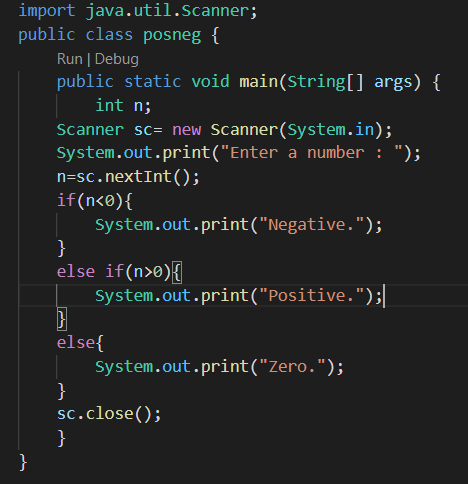 import java.util.Scanner;
public class posneg {
Run | Debug
public static void main(String[] args) {
int n;
Scanner sc= new Scanner(System.in);
System.out.print("Enter a number : ");
n=sc.nextInt();
if(n<0){
System.out.print("Negative.");
}
else if(n>0){
System.out.print("Positive.");
}
else{
System.out.print("Zero.");
}
sc.close();
}
}